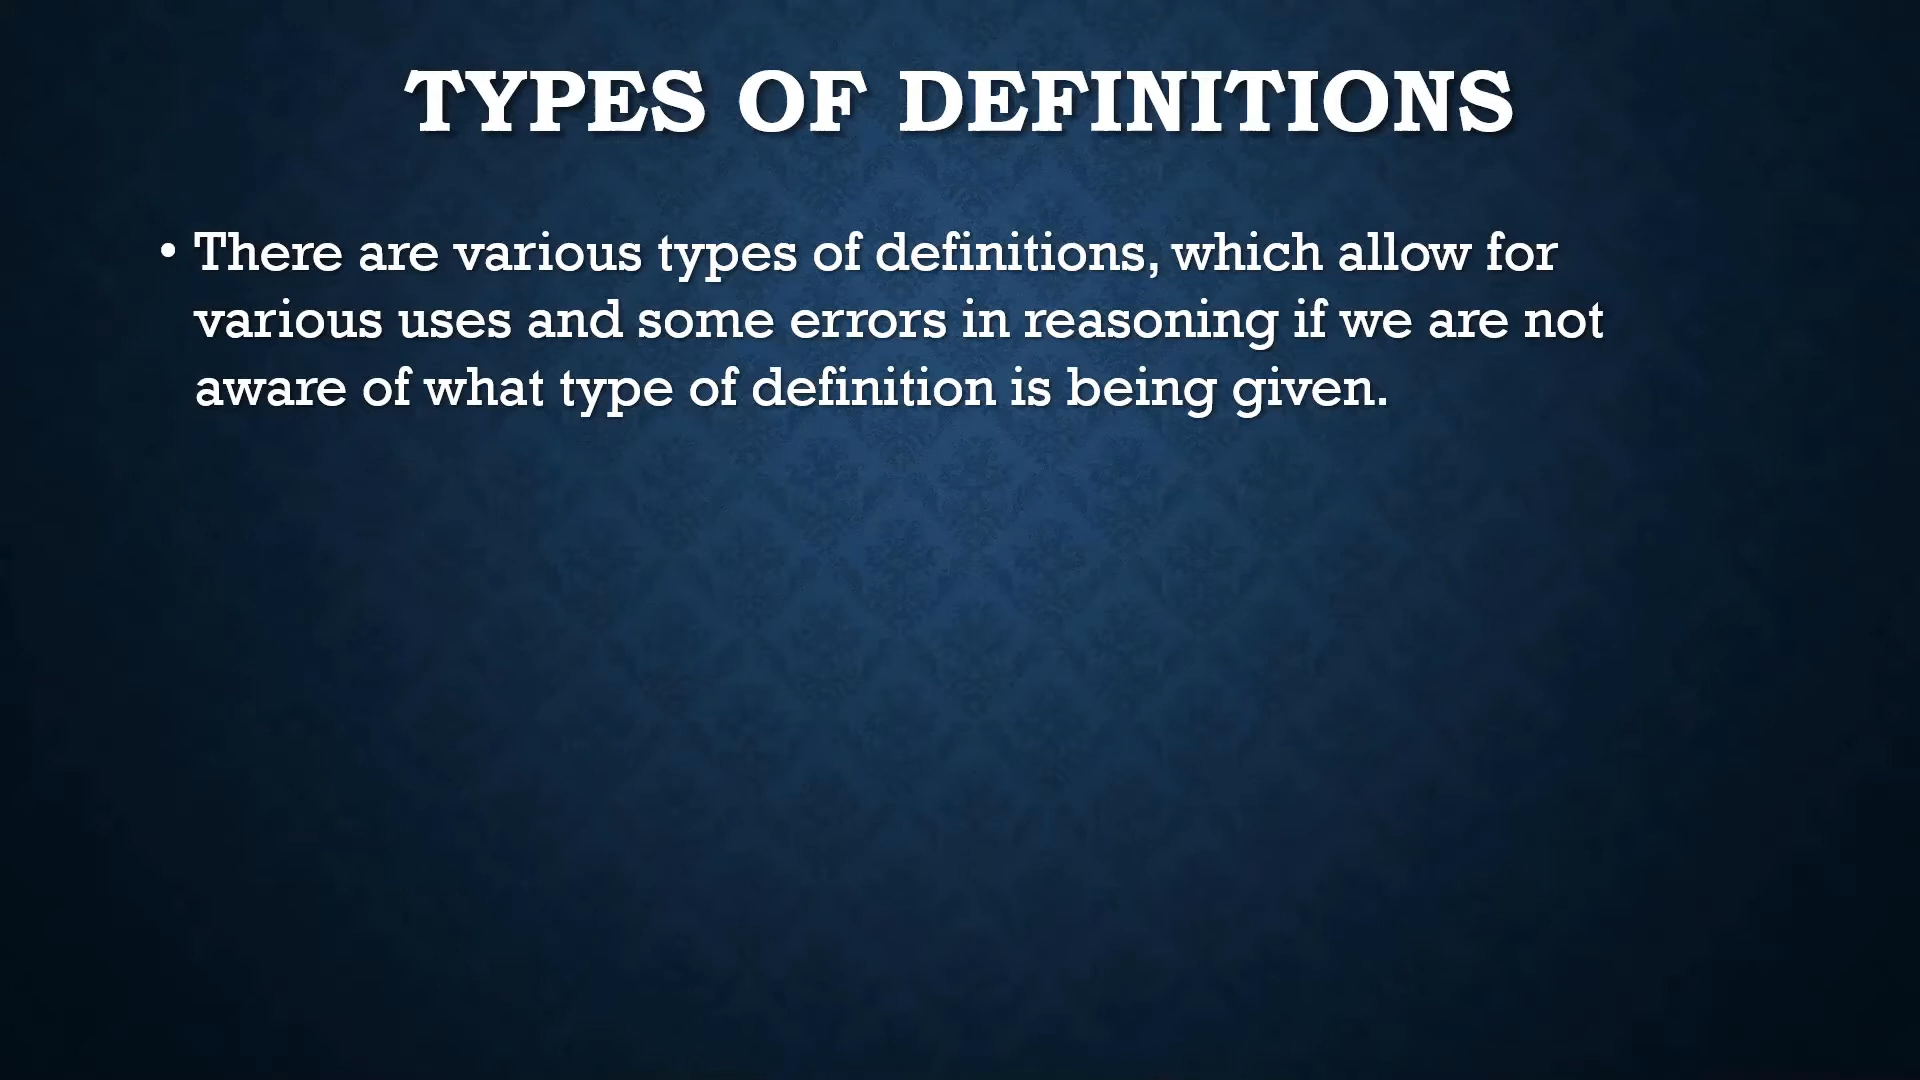 TYPES OF DEFINITIONS
• There are various types of definitions, which allow for
various uses and some errors in reasoning if we are not
aware of what type of definition is being given.